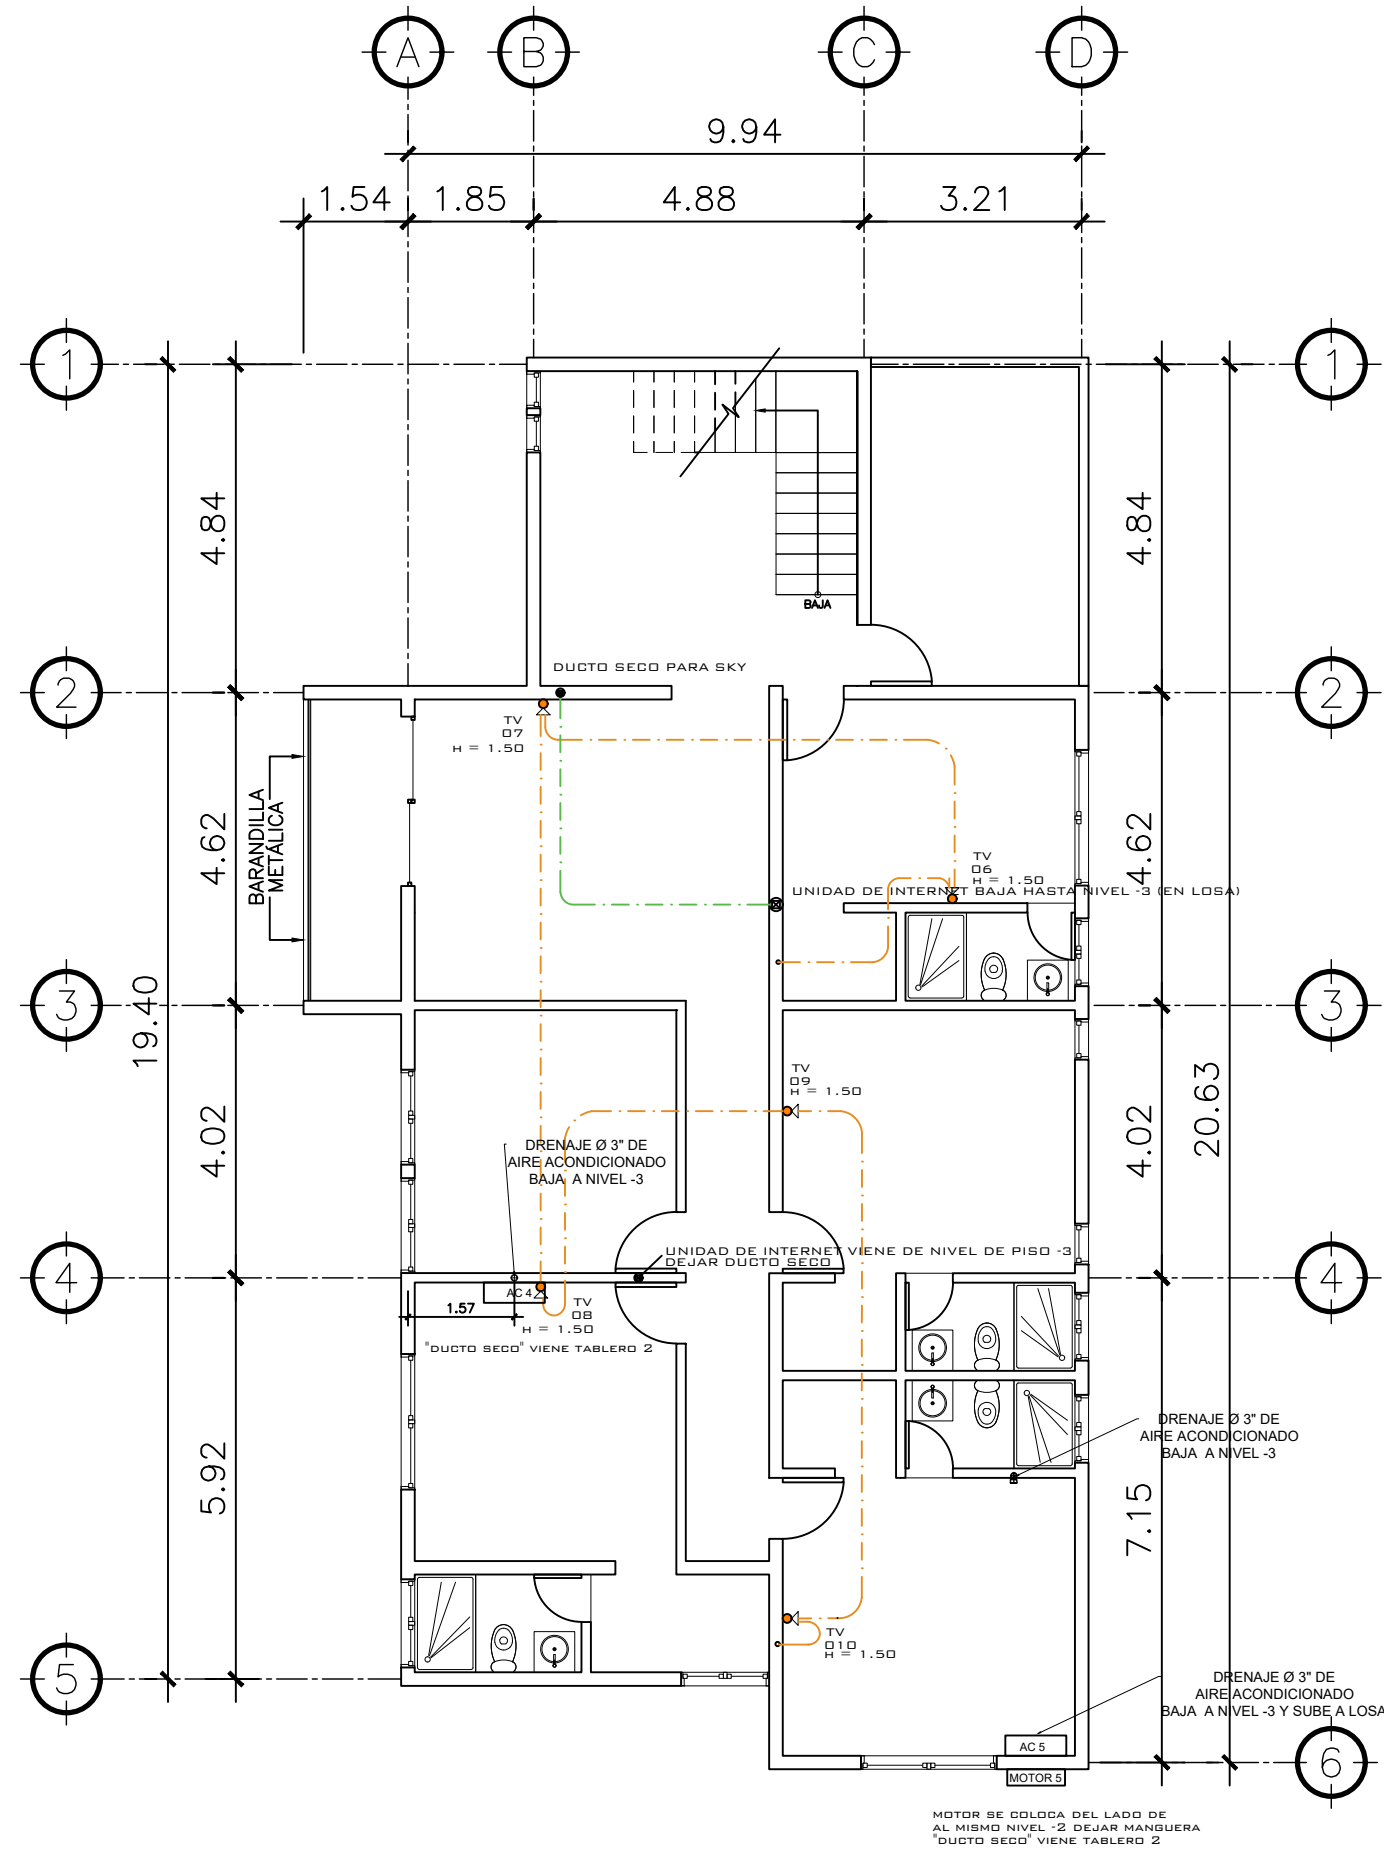 A B C D
9.94
1.54 1.85 4.88 3.21
1 1
4.84 4.84
BAJA
DUCTO SECO PARA SKY
2 2
TV
07
H = 1.50
BARANDILLA
METÁLICA
4.62 4.62
TV
06
H = 1.50
UNIDAD DE INTERNET BAJA HASTA NIVEL -3 (EN LOSA)
3 3
19.40
20.63
TV
09
H = 1.50
4.02 4.02
DRENAJE Ø 3" DE
AIRE ACONDICIONADO
BAJA A NIVEL -3
UNIDAD DE INTERNET VIENE DE NIVEL DE PISO -3
DEJAR DUCTO SECO
4 4
AC 4
1.57
TV
08
H = 1.50
"DUCTO SECO" VIENE TABLERO 2
DRENAJE Ø 3" DE
AIRE ACONDICIONADO
BAJA A NIVEL -3
5.92
7.15
TV
010
H = 1.50
5
DRENAJE Ø 3" DE
AIRE ACONDICIONADO
BAJA A NIVEL -3 Y SUBE A LOSA
AC 5
6
MOTOR 5
MOTOR SE COLOCA DEL LADO DE
AL MISMO NIVEL -2 DEJAR MANGUERA
"DUCTO SECO" VIENE TABLERO 2